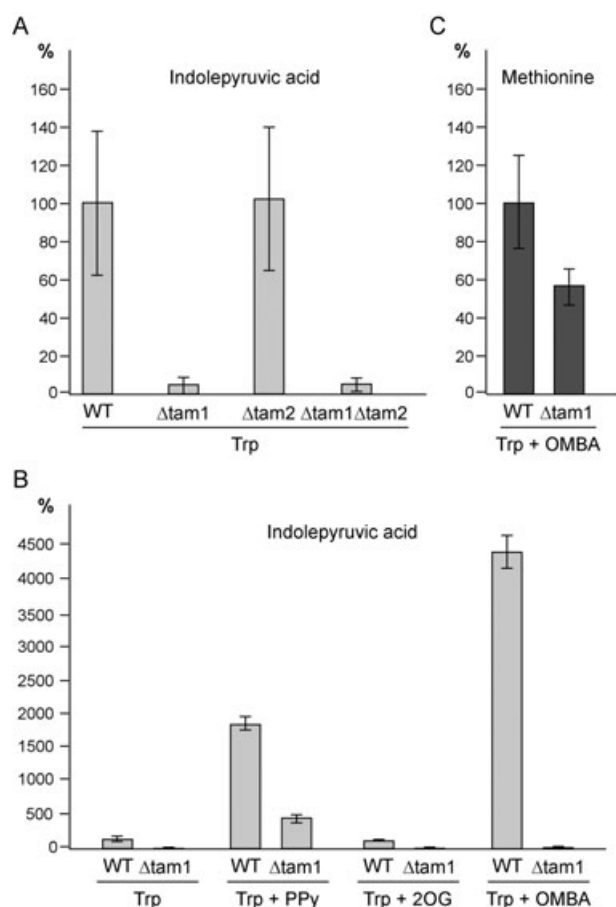 A
%
Indolepyruvic acid
160
140
120
100
80
60
40
20
0
WT Δtam1 Δtam2 Δtam1Δtam2
Trp
C
%
Methionine
160
140
120
100
80
60
40
20
0
WT Δtam1
Trp + OMBA
B
%
Indolepyruvic acid
4500
4000
3500
3000
2500
2000
1500
1000
500
0
WT Δtam1 WT Δtam1 WT Δtam1 WT Δtam1
Trp Trp + PPy Trp + 2OG Trp + OMBA